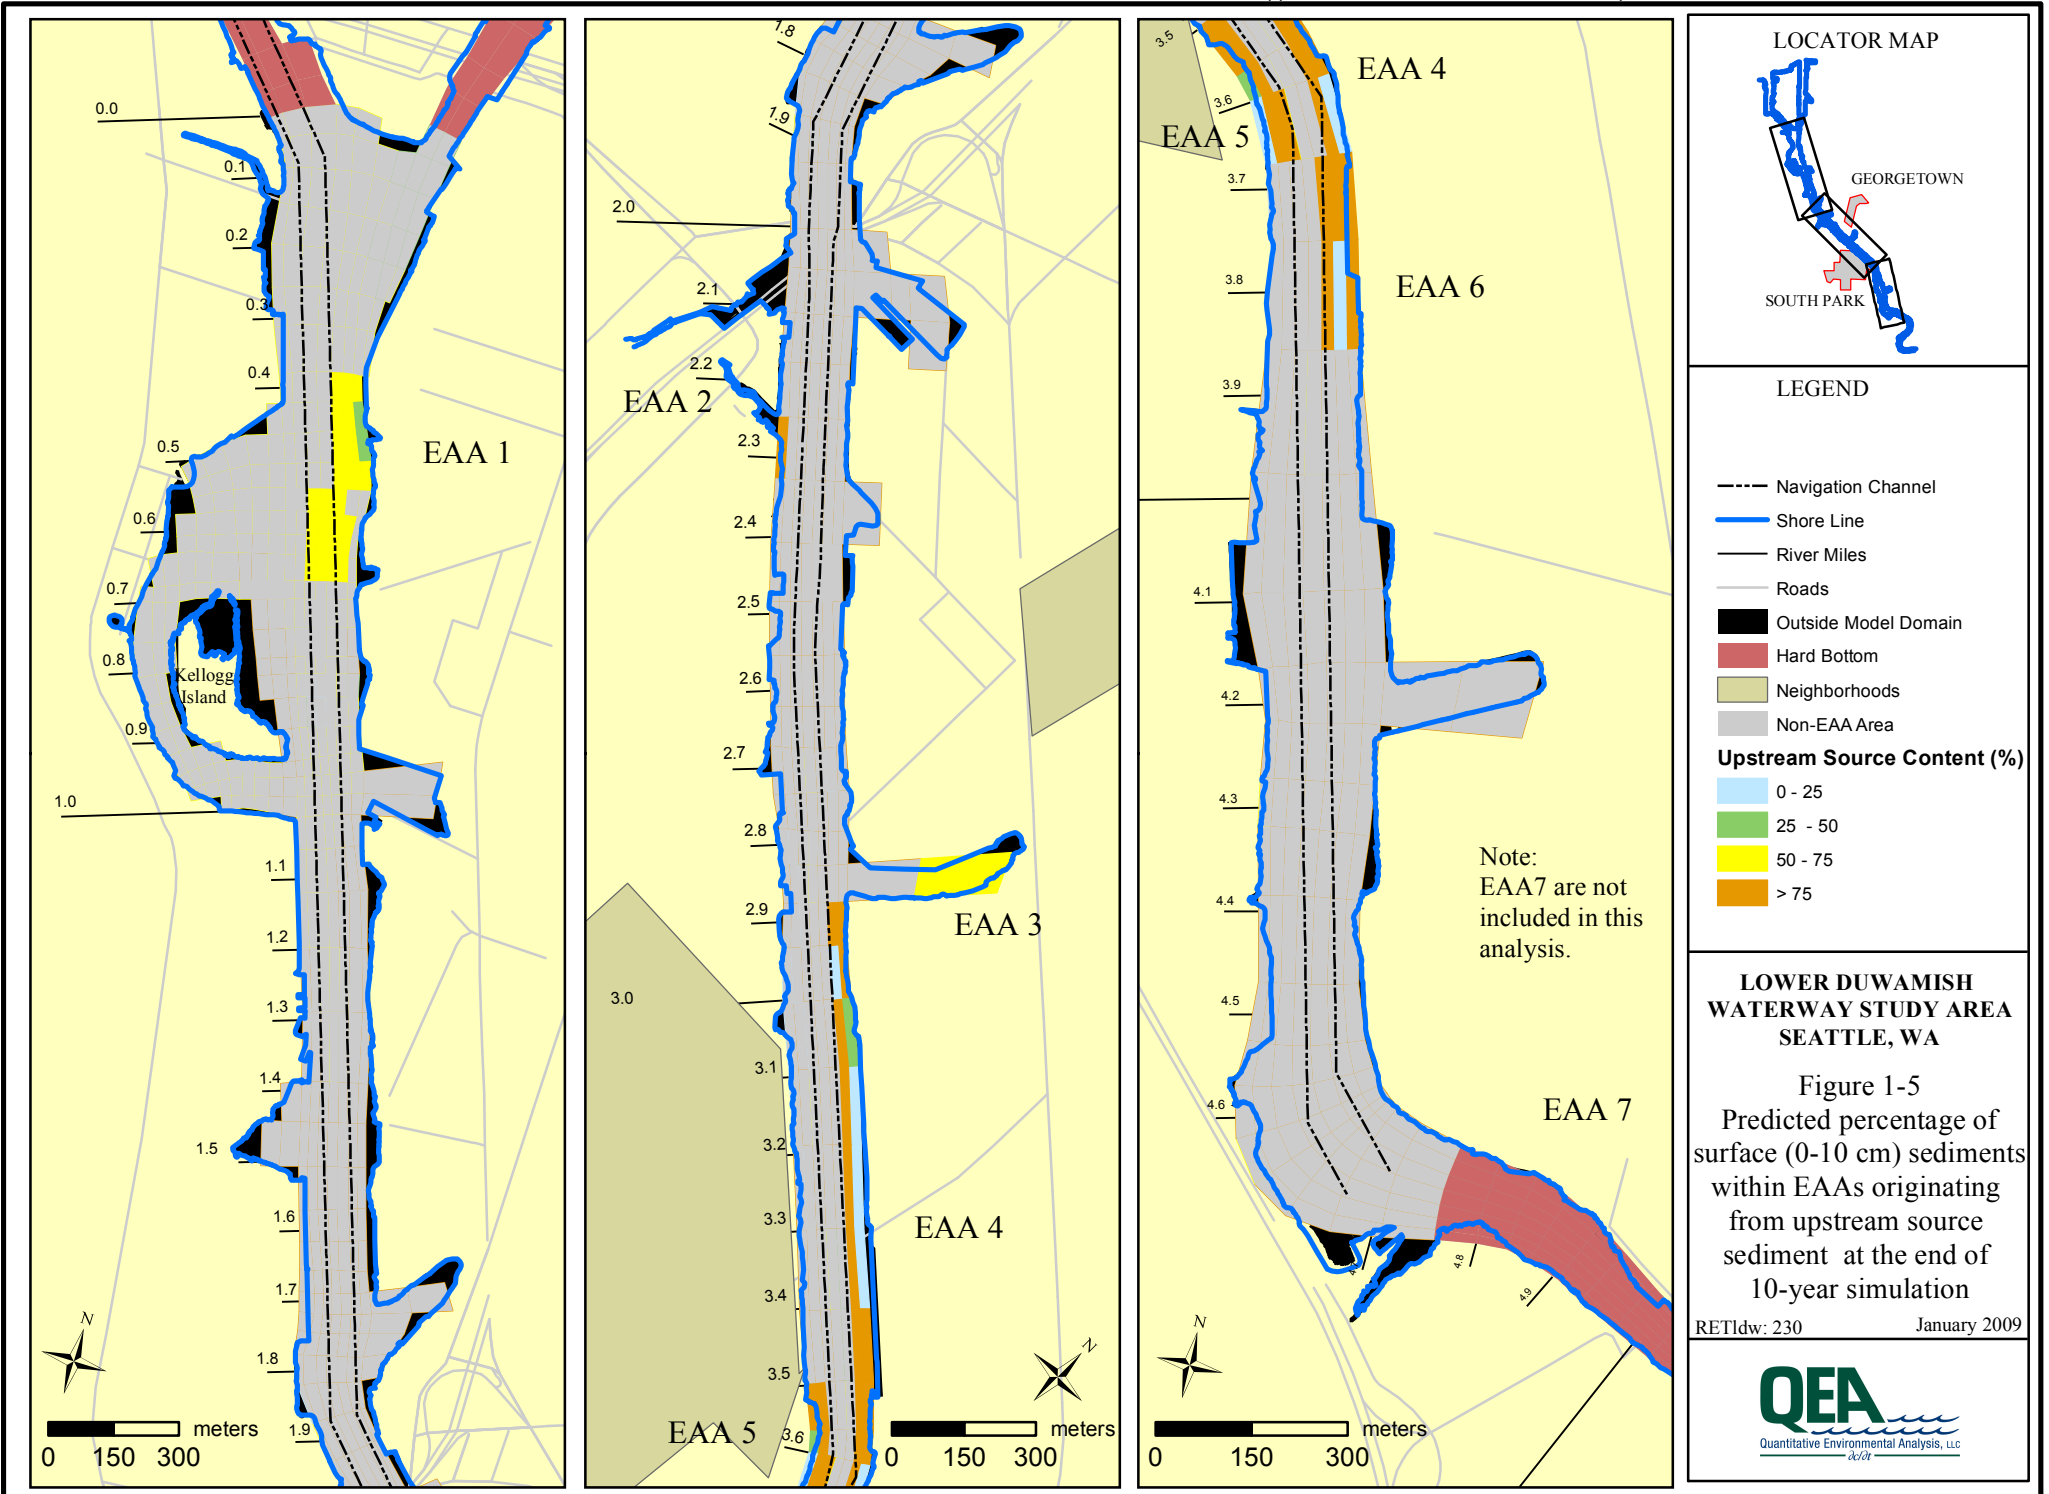 0.0
0.1
0.2
0.3
0.4
0.5
0.6
0.7
0.8
0.9
1.0
1.1
1.2
1.3
1.4
1.5
1.6
1.7
1.8
1.9
EAA 1
Kellogg
Island
N
meters
0 150 300
1.8
1.9
2.0
2.1
2.2
2.3
2.4
2.5
2.6
2.7
2.8
2.9
3.0
3.1
3.2
3.3
3.4
3.5
3.6
EAA 2
EAA 3
EAA 4
EAA 5
N
meters
0 150 300
3.5
3.6
3.7
3.8
3.9
4.1
4.2
4.3
4.4
4.5
4.6
4.8
4.9
EAA 4
EAA 5
EAA 6
Note:
EAA7 are not
included in this
analysis.
EAA 7
N
meters
0 150 300
LOCATOR MAP
GEORGETOWN
SOUTH PARK
LEGEND
Navigation Channel
Shore Line
River Miles
Roads
Outside Model Domain
Hard Bottom
Neighborhoods
Non-EAA Area
Upstream Source Content (%)
0 - 25
25 - 50
50 - 75
> 75
LOWER DUWAMISH
WATERWAY STUDY AREA
SEATTLE, WA
Figure 1-5
Predicted percentage of
surface (0-10 cm) sediments
within EAAs originating
from upstream source
sediment at the end of
10-year simulation
RETldw: 230 January 2009
QEA
Quantitative Environmental Analysis, LLC
∂c/∂t